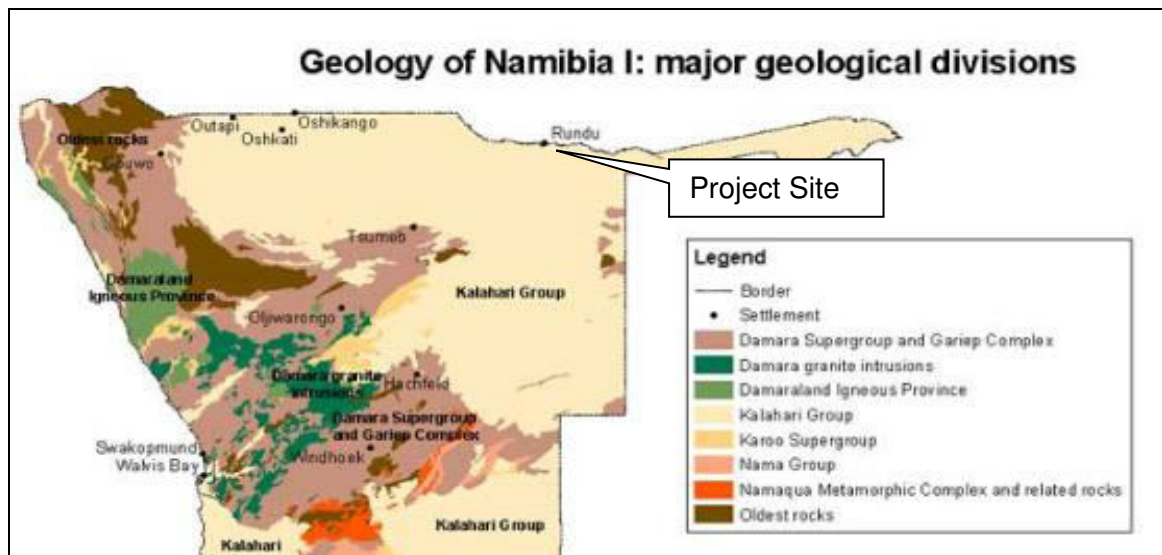 Geology of Namibia I: major geological divisions
Oshikango
Outapi
Oshkati
Rundu
Oldest rocks
Opuwo
Project Site
Tsumeb
Legend
Border
Settlement
Damara Supergroup and Gariep Complex
Damara granite intrusions
Damaraland Igneous Province
Kalahari Group
Karoo Supergroup
Nama Group
Namaqua Metamorphic Complex and related rocks
Oldest rocks
Damaraland
Igneous Province
Kalahari Group
Otjiwarongo
Damara granite
intrusions
Hochfeld
Damara Supergroup
and Gariep Complex
Swakopmund
Walvis Bay
Windhoek
Kalahari Group
Kalahari